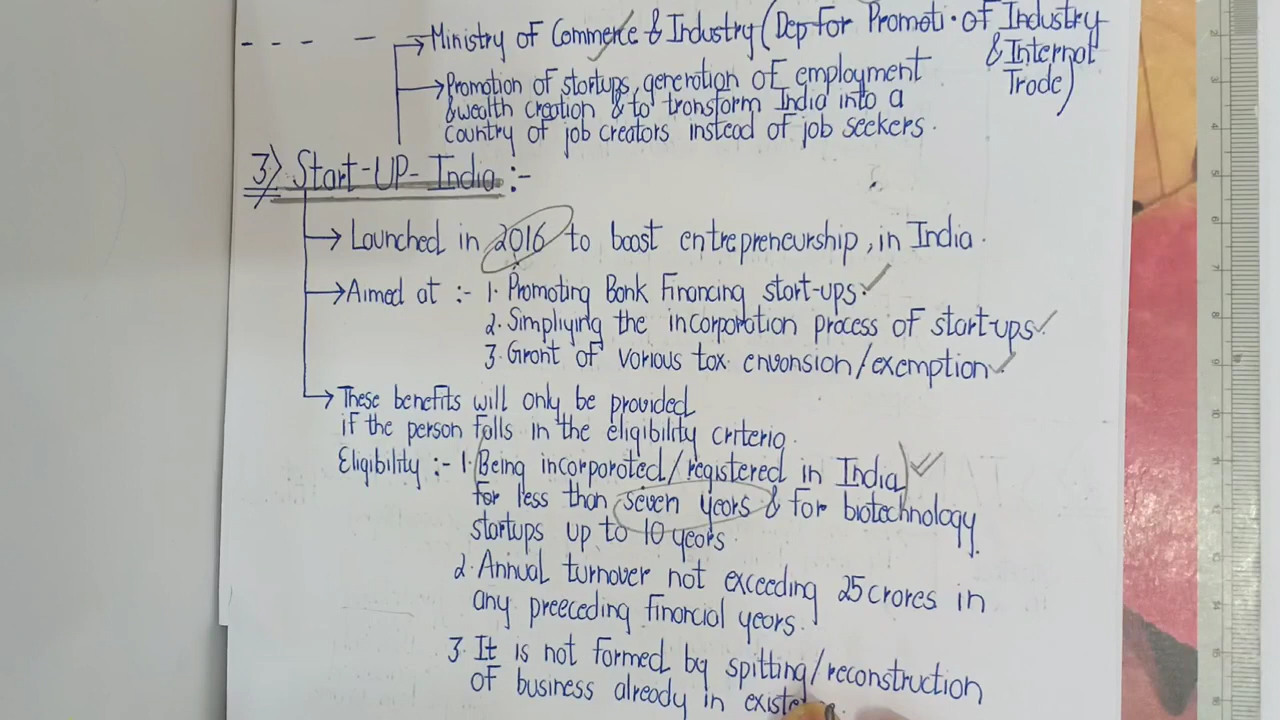 Ministry of Commerce & Industry (Dep for Promoti. of Industry
& Internal
Trade)
Promotion of startups, generation of employment
& wealth creation & to transform India into a
country of job creators instead of job seekers.
3) Start-UP-India :-
Launched in 2016 to boost entrepreneurship, in India.
Aimed at :- 1. Promoting Bank Financing start-ups.
2. Simpliying the incorporation process of start-ups
3. Grant of various tax envansion/exemption
These benefits will only be provided
if the person falls in the eligibility criteria.
Eligibility :- 1. Being incorporated/registered in India
for less than seven years & for biotechnology
startups up to 10 years.
2. Annual turnover not exceeding 25 crores in
any preeceding financial years.
3. It is not formed by spitting/reconstruction
of business already in